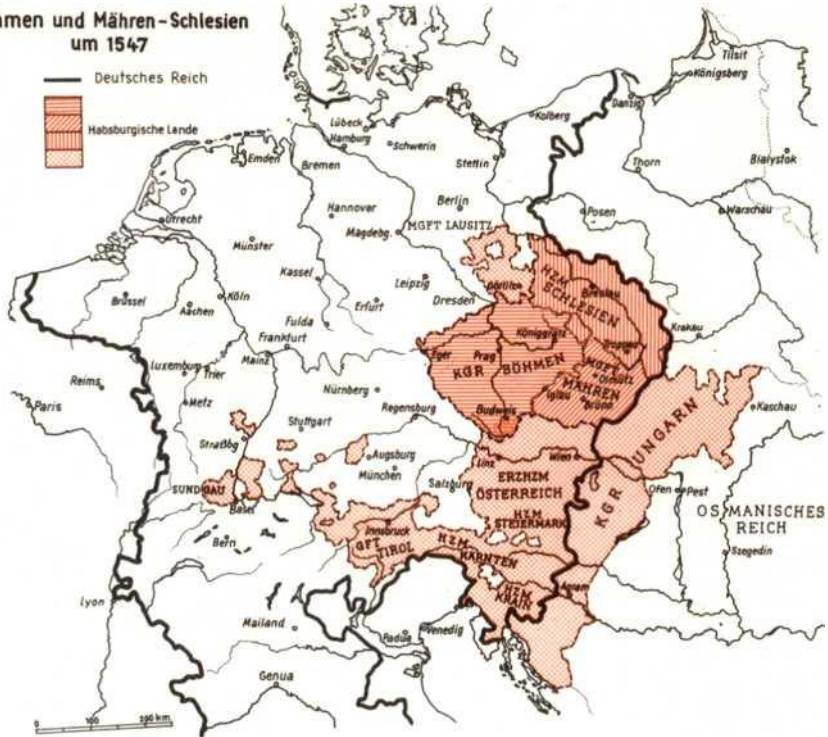 men und Mähren-Schlesien
um 1547
Deutsches Reich
Habsburgische Lande
Tilsit
Königsberg
Danzig
Kolberg
Lübeck
Hamburg
Schwerin
Stettin
Emden
Bremen
Thorn
Bialystok
Berlin
Hannover
Utrecht
MGFT LAUSITZ
Posen
Warschau
Magdebg.
Münster
Kassel
Leipzig
Görlitz
HZM
SCHLESIEN
Breslau
Brüssel
Köln
Aachen
Erfurt
Dresden
Fulda
Königgrätz
Troppau
Krakau
Frankfurt
Mainz
Eger
Prag
KGR BÖHMEN
MGFT
Olmütz
MÄHREN
Luxemburg
Trier
Reims
Nürnberg
Iglau
Brünn
Metz
Paris
Regensburg
Budweis
Kaschau
Stuttgart
Straßbg
Augsburg
Linz
Wien
KGR UNGARN
München
SUNDGAU
Salzburg
ERZHZM
ÖSTERREICH
Ofen
Pest
Basel
OSMANISCHES
REICH
HZM
STEIERMARK
Innsbruck
Bern
GFT
TIROL
HZM
KÄRNTEN
Szegedin
HZM
KRAIN
Agram
Lyon
Mailand
Padua
Venedig
Genua
0 100 200 km